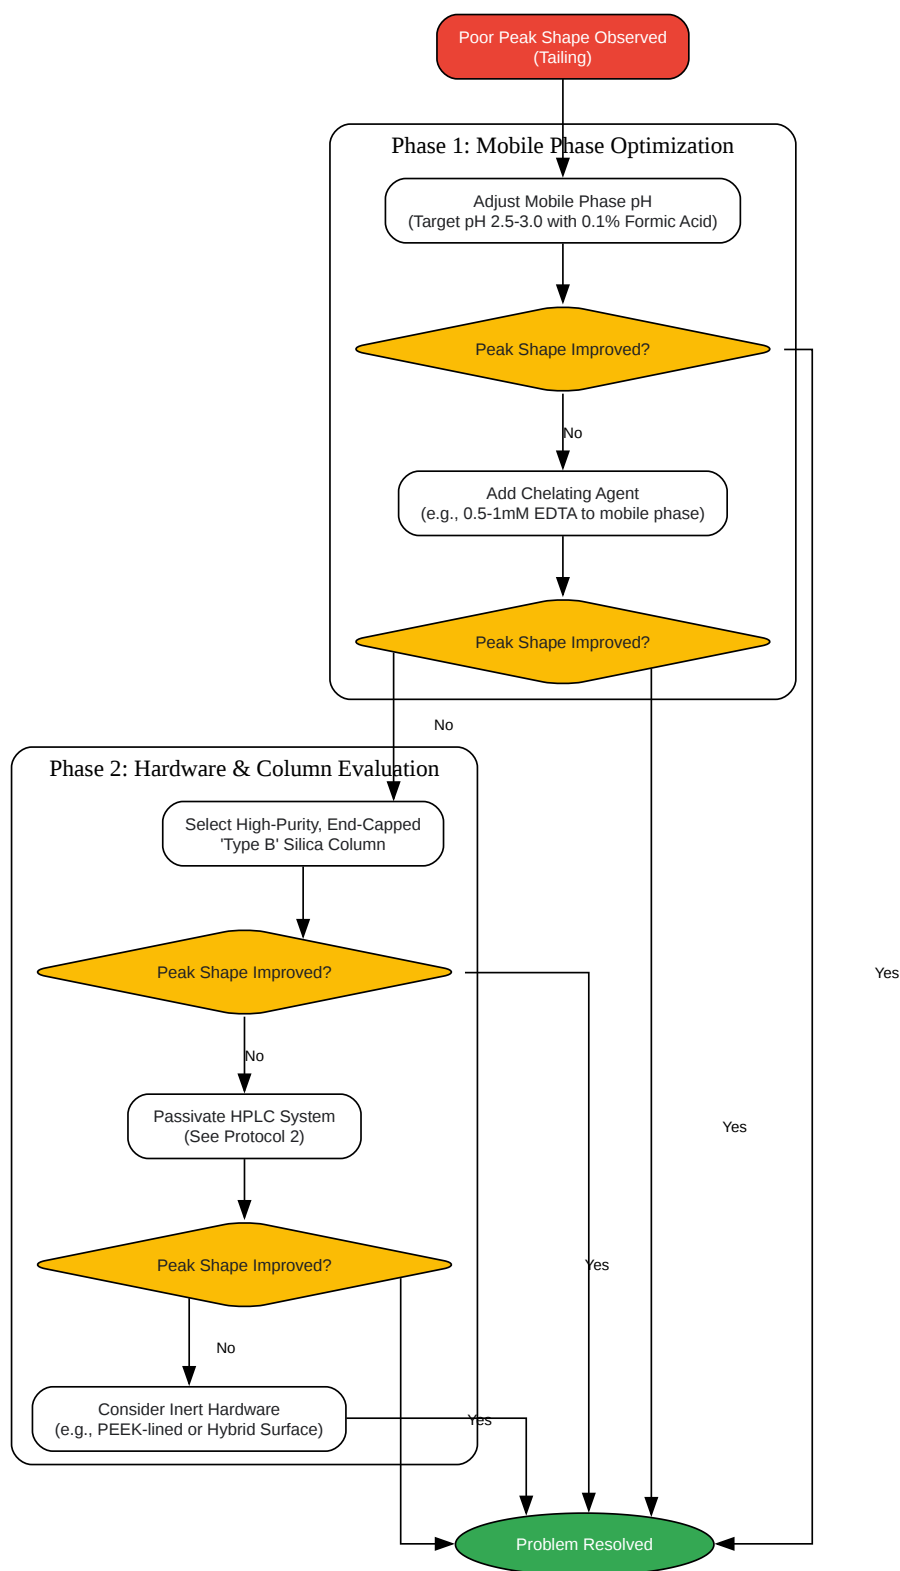 Poor Peak Shape Observed
(Tailing)
Phase 1: Mobile Phase Optimization
Adjust Mobile Phase pH
(Target pH 2.5-3.0 with 0.1% Formic Acid)
Peak Shape Improved?
No
Add Chelating Agent
(e.g., 0.5-1mM EDTA to mobile phase)
Peak Shape Improved?
No
Phase 2: Hardware & Column Evaluation
Select High-Purity, End-Capped
'Type B' Silica Column
Peak Shape Improved?
Yes
No
Passivate HPLC System
(See Protocol 2)
Yes
Peak Shape Improved?
Yes
No
Consider Inert Hardware
(e.g., PEEK-lined or Hybrid Surface)
Yes
Problem Resolved